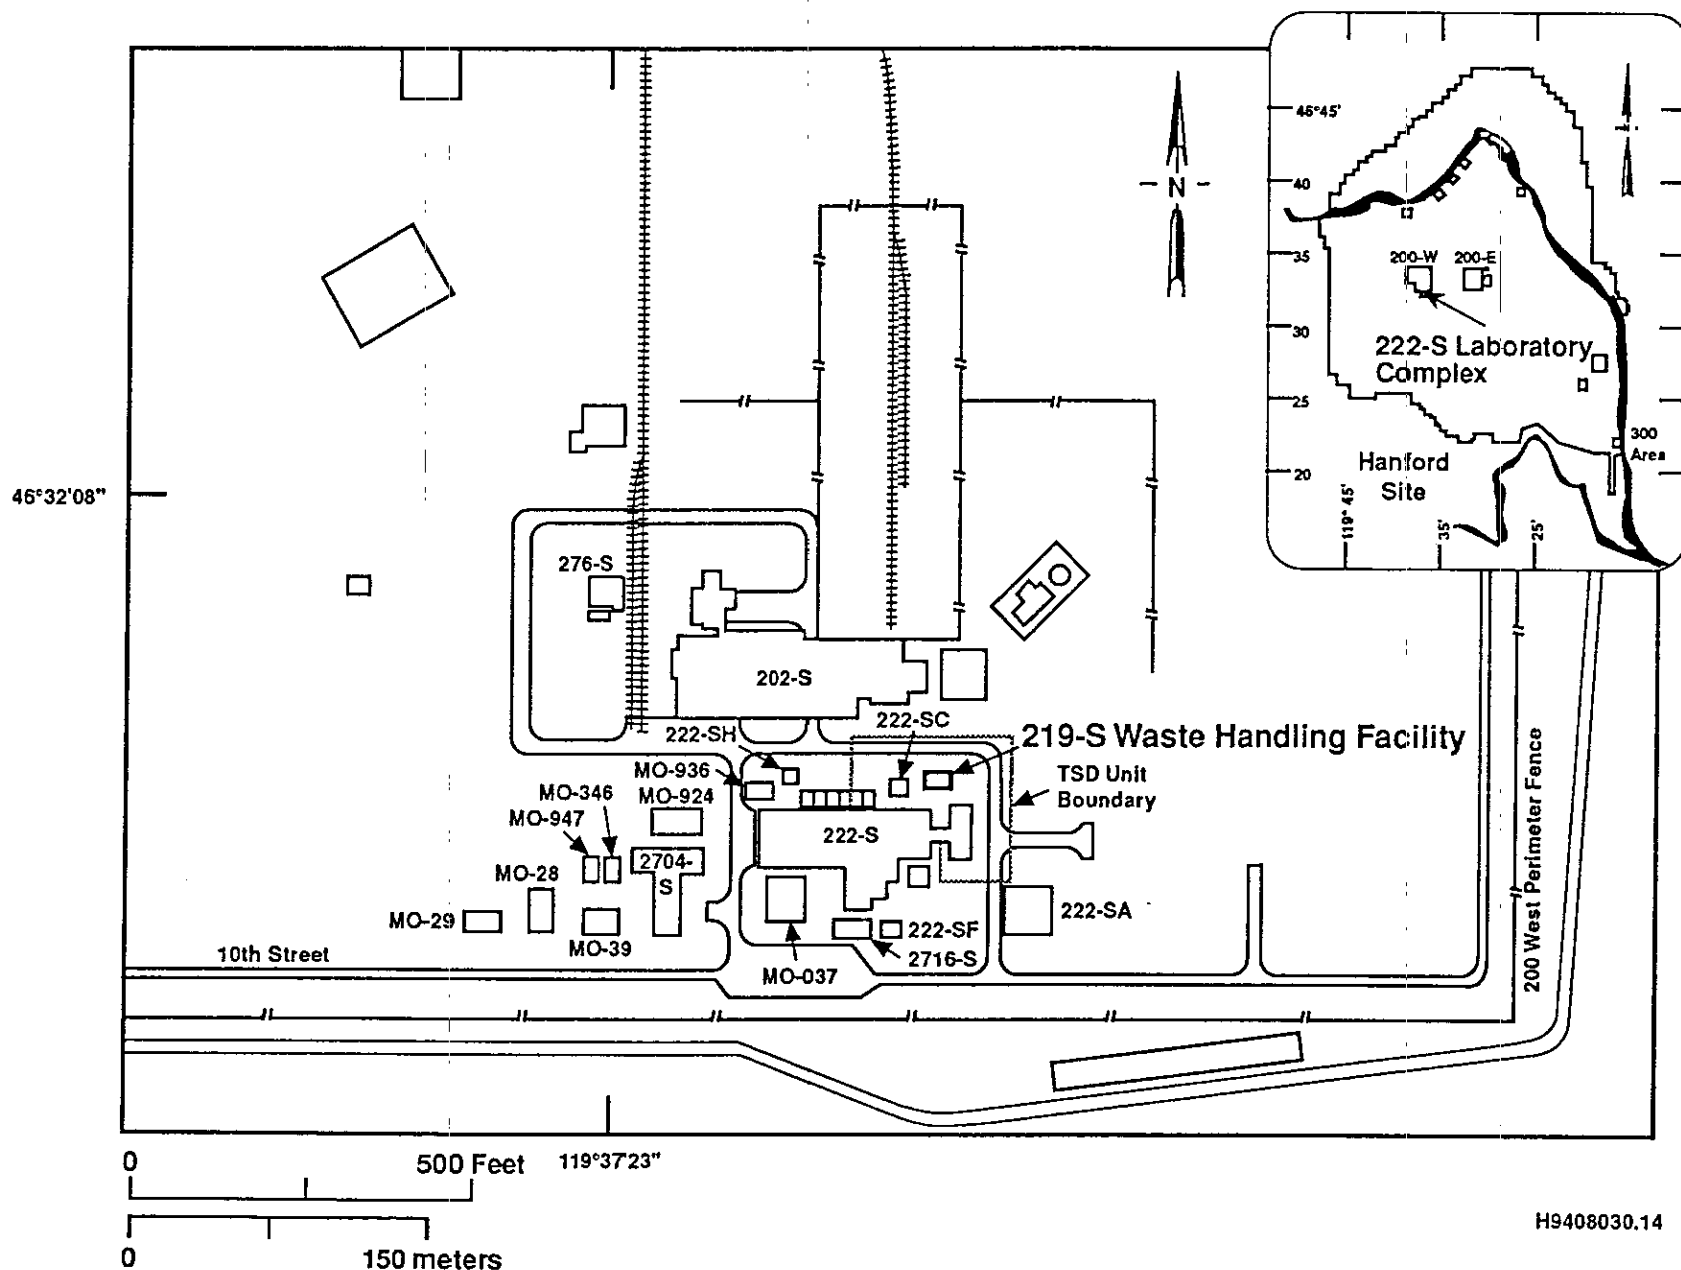 46°45'
N
40
35
200-W 200-E
30
222-S Laboratory
Complex
25
300
Area
Hanford
Site
20
119° 45'
35'
25'
46°32'08"
276-S
202-S
222-SC
222-SH
219-S Waste Handling Facility
MO-936
TSD Unit
Boundary
MO-346
MO-924
MO-947
222-S
2704-
S
MO-28
MO-29
222-SA
222-SF
MO-39
2716-S
10th Street
MO-037
200 West Perimeter Fence
0
500 Feet
119°37'23"
0
150 meters
H9408030.14